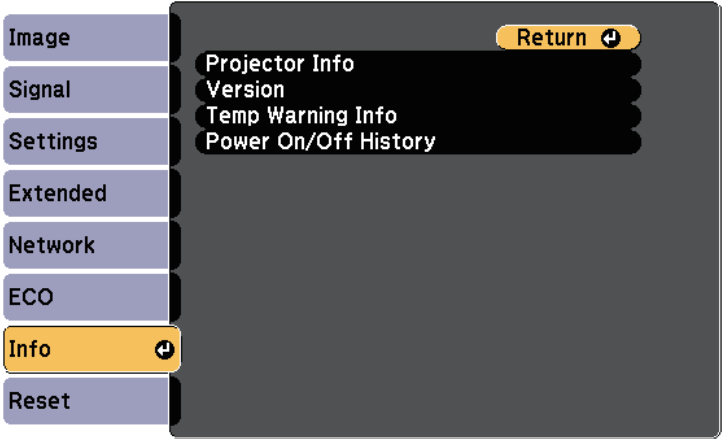 Image
Signal
Settings
Extended
Network
ECO
Info
Reset
Return
Projector Info
Version
Temp Warning Info
Power On/Off History